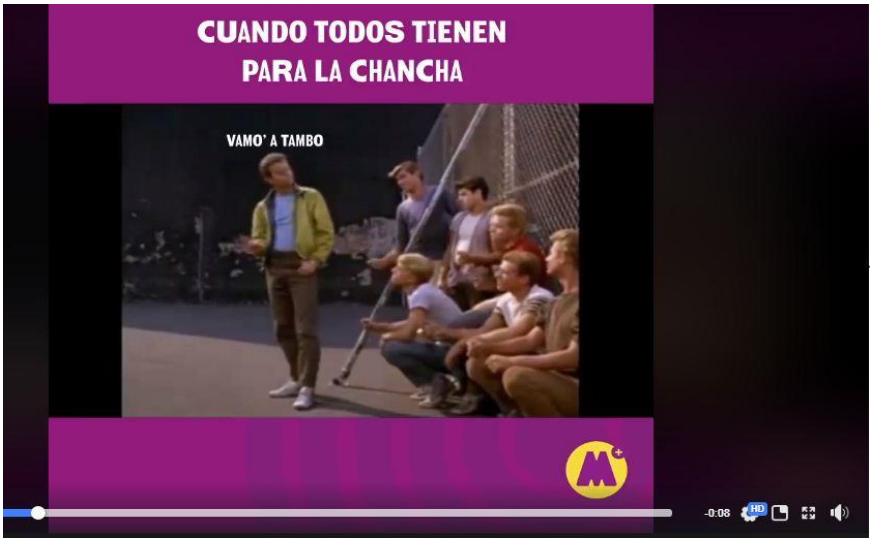 CUANDO TODOS TIENEN
PARA LA CHANCHA
VAMO' A TAMBO
M+
-0:08
HD